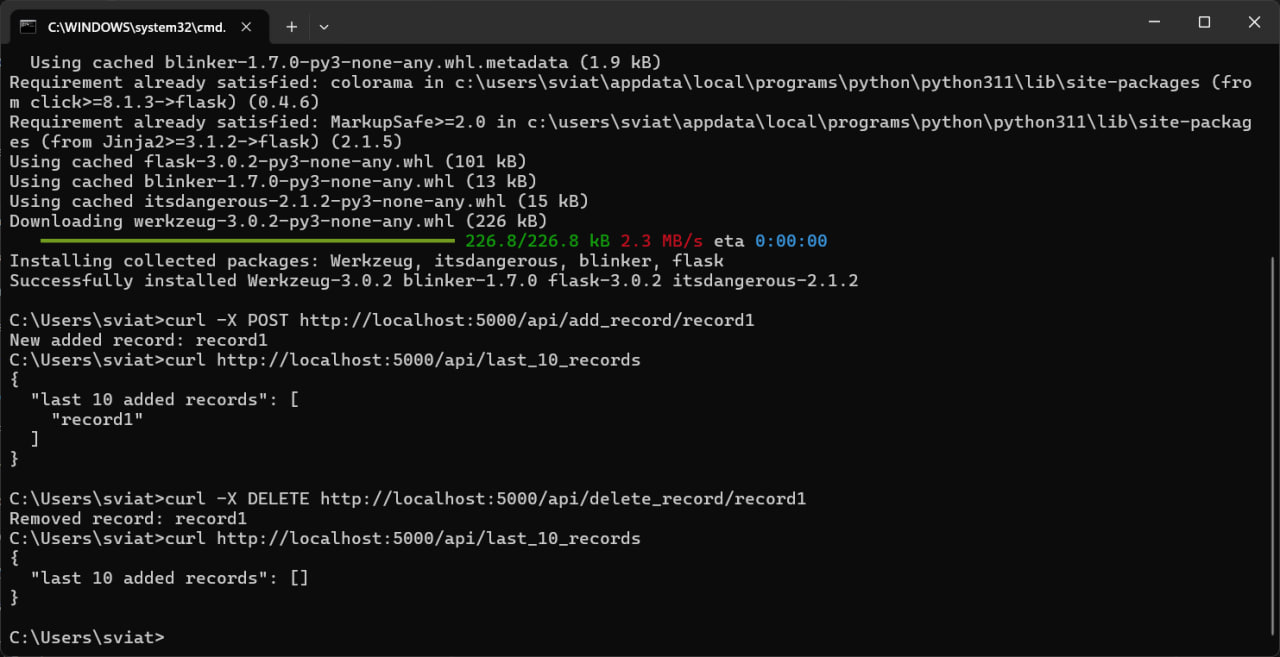 C:\WINDOWS\system32\cmd.
  Using cached blinker-1.7.0-py3-none-any.whl.metadata (1.9 kB)
Requirement already satisfied: colorama in c:\users\sviat\appdata\local\programs\python\python311\lib\site-packages (fro
m click>=8.1.3->flask) (0.4.6)
Requirement already satisfied: MarkupSafe>=2.0 in c:\users\sviat\appdata\local\programs\python\python311\lib\site-packag
es (from Jinja2>=3.1.2->flask) (2.1.5)
Using cached flask-3.0.2-py3-none-any.whl (101 kB)
Using cached blinker-1.7.0-py3-none-any.whl (13 kB)
Using cached itsdangerous-2.1.2-py3-none-any.whl (15 kB)
Downloading werkzeug-3.0.2-py3-none-any.whl (226 kB)
226.8/226.8 kB 2.3 MB/s eta 0:00:00
Installing collected packages: Werkzeug, itsdangerous, blinker, flask
Successfully installed Werkzeug-3.0.2 blinker-1.7.0 flask-3.0.2 itsdangerous-2.1.2
C:\Users\sviat>curl -X POST http://localhost:5000/api/add_record/record1
New added record: record1
C:\Users\sviat>curl http://localhost:5000/api/last_10_records
{
  "last 10 added records": [
    "record1"
  ]
}
C:\Users\sviat>curl -X DELETE http://localhost:5000/api/delete_record/record1
Removed record: record1
C:\Users\sviat>curl http://localhost:5000/api/last_10_records
{
  "last 10 added records": []
}
C:\Users\sviat>